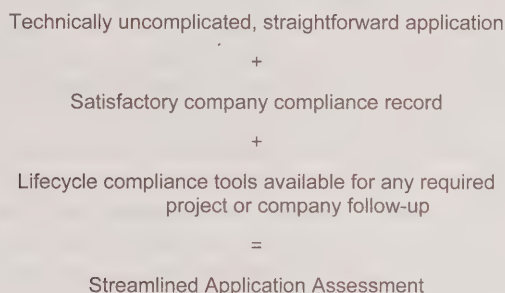 Technically uncomplicated, straightforward application
+
Satisfactory company compliance record
+
Lifecycle compliance tools available for any required
project or company follow-up
=
Streamlined Application Assessment